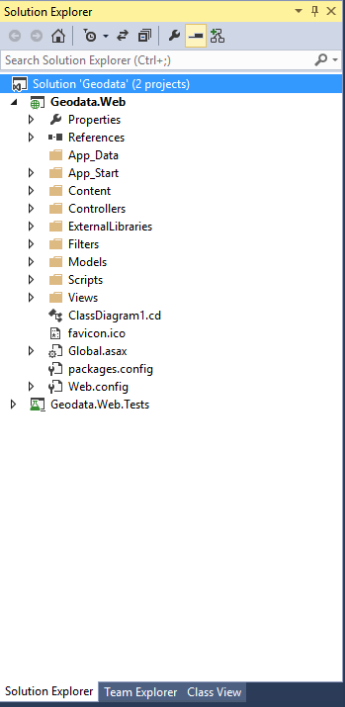 Solution Explorer
Search Solution Explorer (Ctrl+;)
Solution 'Geodata' (2 projects)
Geodata.Web
Properties
References
App_Data
App_Start
Content
Controllers
ExternalLibraries
Filters
Models
Scripts
Views
ClassDiagram1.cd
favicon.ico
Global.asax
packages.config
Web.config
Geodata.Web.Tests
Solution Explorer Team Explorer Class View